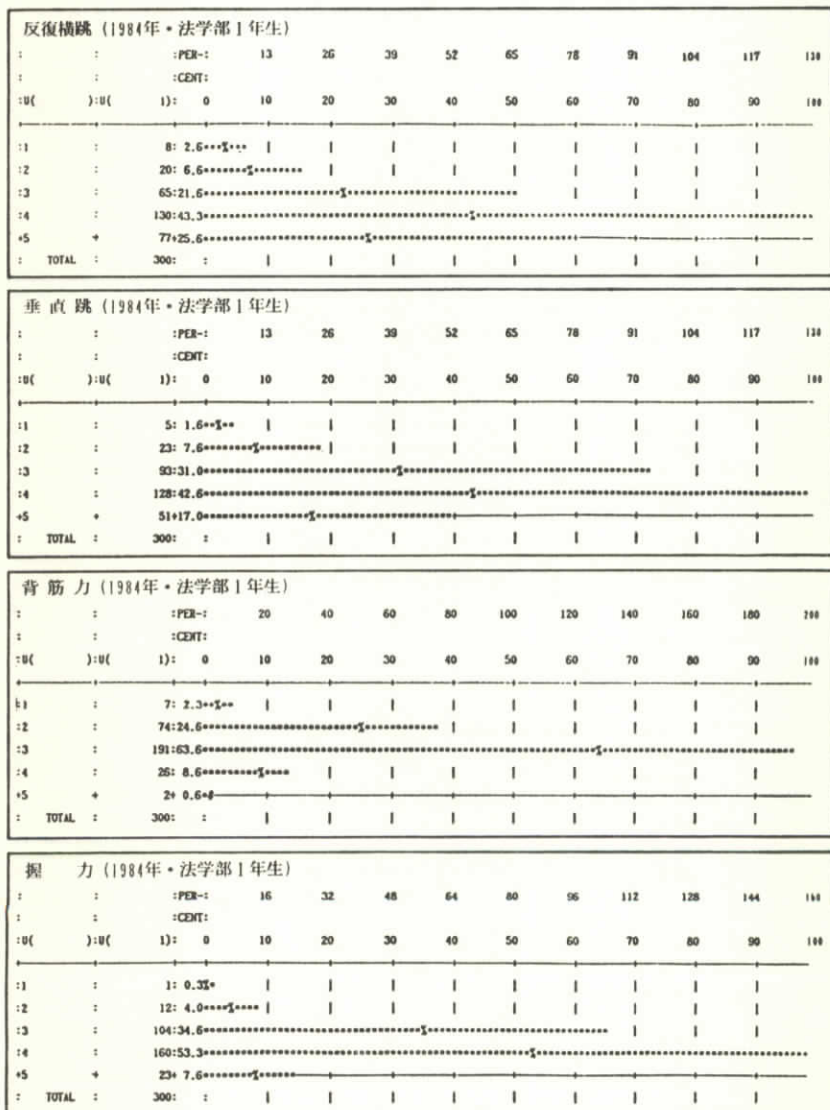 反復横跳 (1984年・法学部1年生)
: : :PER-: 13 26 39 52 65 78 91 104 117 130
: : :CENT:
:U( ):U( 1): 0 10 20 30 40 50 60 70 80 90 100
:1 : 8: 2.6
:2 : 20: 6.6
:3 : 65:21.6
:4 : 130:43.3
+5 + 77+25.6
: TOTAL : 300: :
垂直跳 (1984年・法学部1年生)
: : :PER-: 13 26 39 52 65 78 91 104 117 130
: : :CENT:
:U( ):U( 1): 0 10 20 30 40 50 60 70 80 90 100
:1 : 5: 1.6
:2 : 23: 7.6
:3 : 93:31.0
:4 : 128:42.6
+5 + 51+17.0
: TOTAL : 300: :
背筋力 (1984年・法学部1年生)
: : :PER-: 20 40 60 80 100 120 140 160 180 200
: : :CENT:
:U( ):U( 1): 0 10 20 30 40 50 60 70 80 90 100
:1 : 7: 2.3
:2 : 74:24.6
:3 : 191:63.6
:4 : 26: 8.6
+5 + 2+ 0.6
: TOTAL : 300: :
握 力 (1984年・法学部1年生)
: : :PER-: 16 32 48 64 80 96 112 128 144 160
: : :CENT:
:U( ):U( 1): 0 10 20 30 40 50 60 70 80 90 100
:1 : 1: 0.3
:2 : 12: 4.0
:3 : 104:34.6
:4 : 160:53.3
+5 + 23+ 7.6
: TOTAL : 300: :